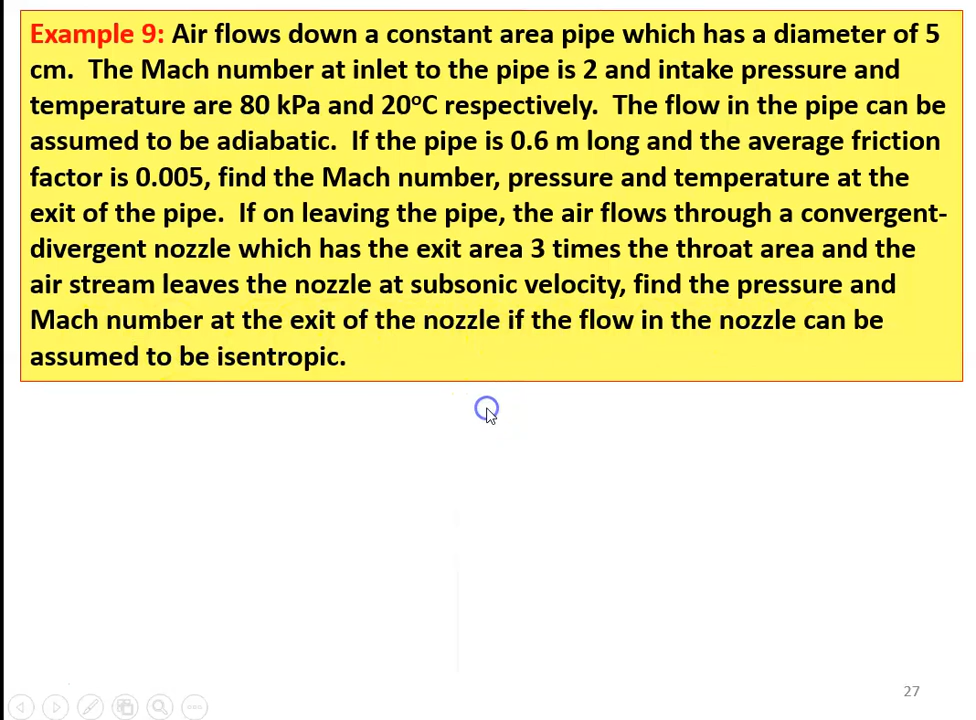 Example 9: Air flows down a constant area pipe which has a diameter of 5
cm.  The Mach number at inlet to the pipe is 2 and intake pressure and
temperature are 80 kPa and 20°C respectively.  The flow in the pipe can be
assumed to be adiabatic.  If the pipe is 0.6 m long and the average friction
factor is 0.005, find the Mach number, pressure and temperature at the
exit of the pipe.  If on leaving the pipe, the air flows through a convergent-
divergent nozzle which has the exit area 3 times the throat area and the
air stream leaves the nozzle at subsonic velocity, find the pressure and
Mach number at the exit of the nozzle if the flow in the nozzle can be
assumed to be isentropic.
27